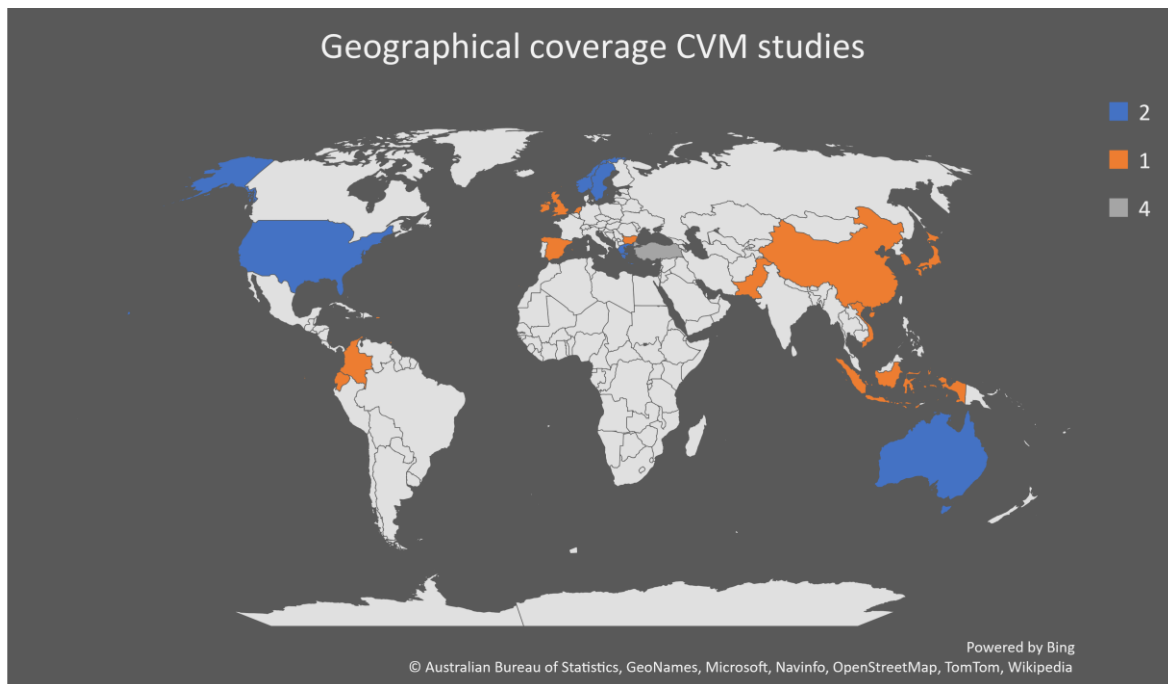 Geographical coverage CVM studies
2
1
4
Powered by Bing
© Australian Bureau of Statistics, GeoNames, Microsoft, Navinfo, OpenStreetMap, TomTom, Wikipedia